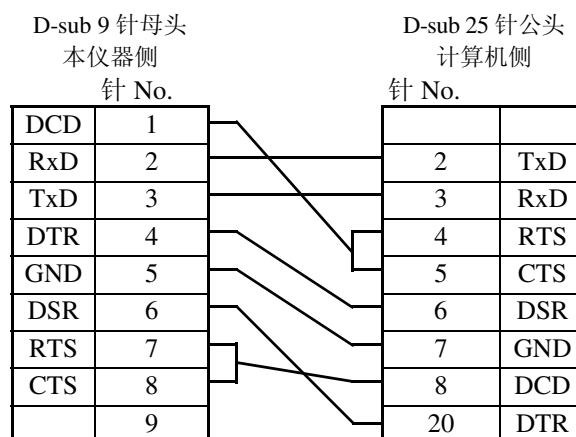 D-sub 9 针母头 D-sub 25 针公头
本仪器侧 计算机侧
针 No. 针 No.
DCD 1
RxD 2 2 TxD
TxD 3 3 RxD
DTR 4 4 RTS
GND 5 5 CTS
DSR 6 6 DSR
RTS 7 7 GND
CTS 8 8 DCD
9 20 DTR